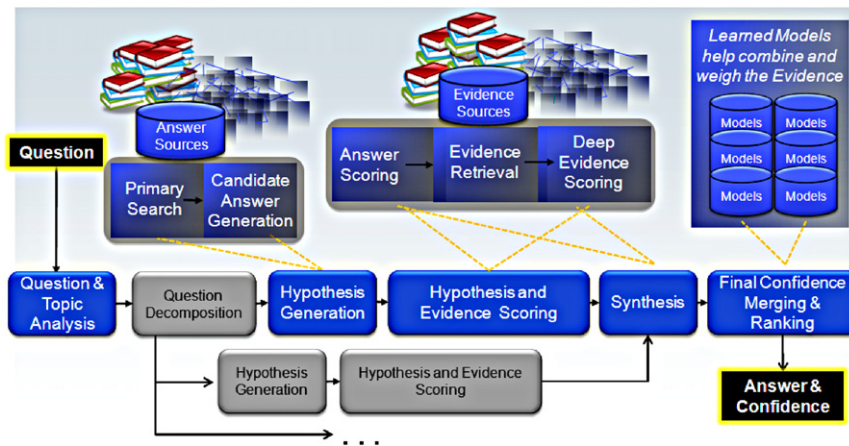 Learned Models
help combine and
weigh the Evidence
Answer
Sources
Evidence
Sources
Models
Models
Models
Models
Models
Models
Question
Primary
Search
Candidate
Answer
Generation
Answer
Scoring
Evidence
Retrieval
Deep
Evidence
Scoring
Question &
Topic
Analysis
Question
Decomposition
Hypothesis
Generation
Hypothesis and
Evidence Scoring
Synthesis
Final Confidence
Merging &
Ranking
Hypothesis
Generation
Hypothesis and Evidence
Scoring
Answer &
Confidence
. . .